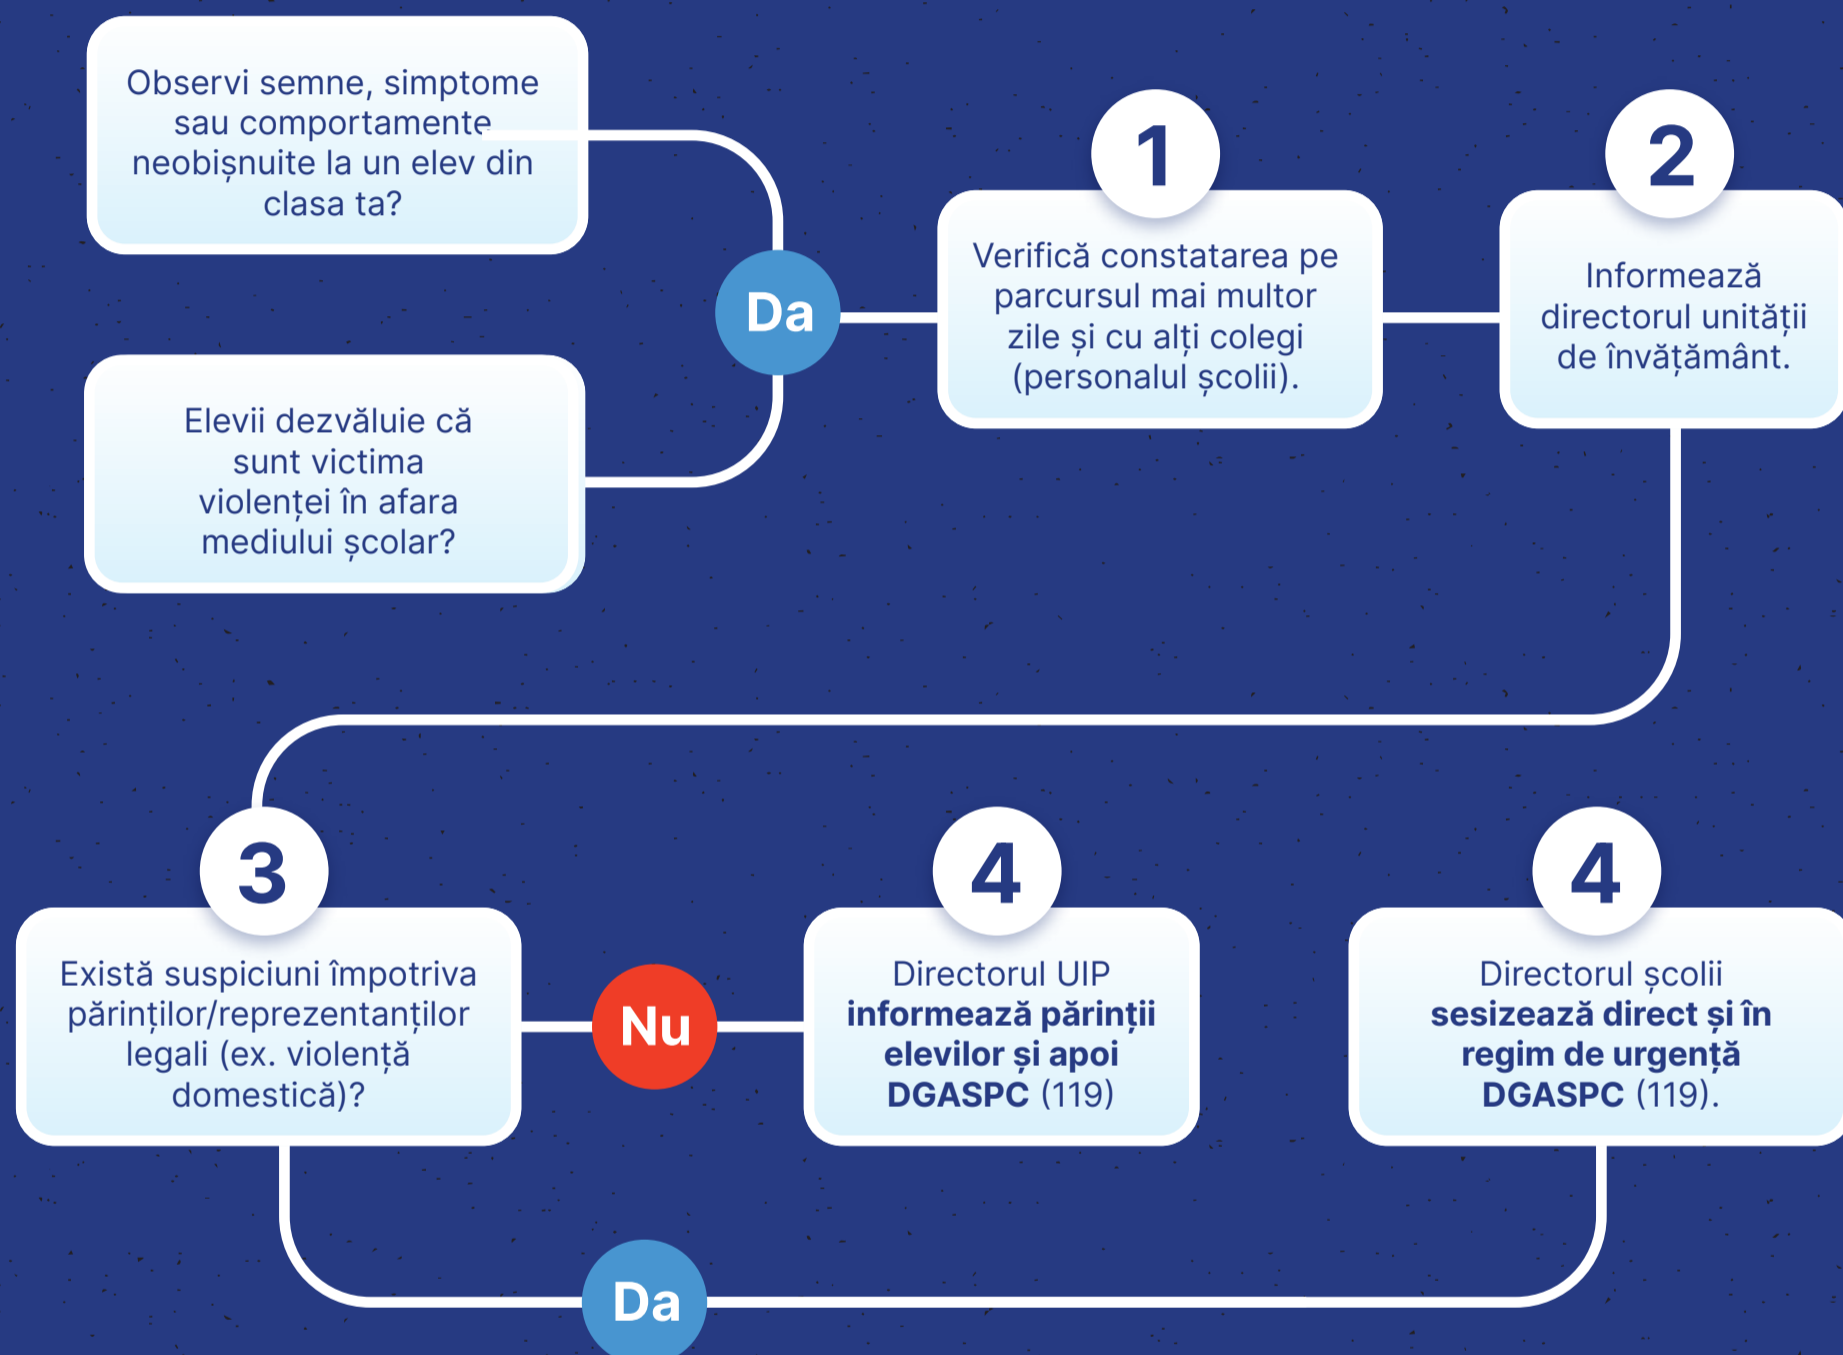 Observi semne, simptome
sau comportamente
neobișnuite la un elev din
clasa ta?
Elevii dezvăluie că
sunt victima
violenței în afara
mediului școlar?
Da
1
Verifică constatarea pe
parcursul mai multor
zile și cu alți colegi
(personalul școlii).
2
Informează
directorul unității
de învățământ.
3
Există suspiciuni împotriva
părinților/reprezentanților
legali (ex. violență
domestică)?
Nu
4
Directorul UIP
informează părinții
elevilor și apoi
DGASPC (119)
4
Directorul școlii
sesizează direct și în
regim de urgență
DGASPC (119).
Da